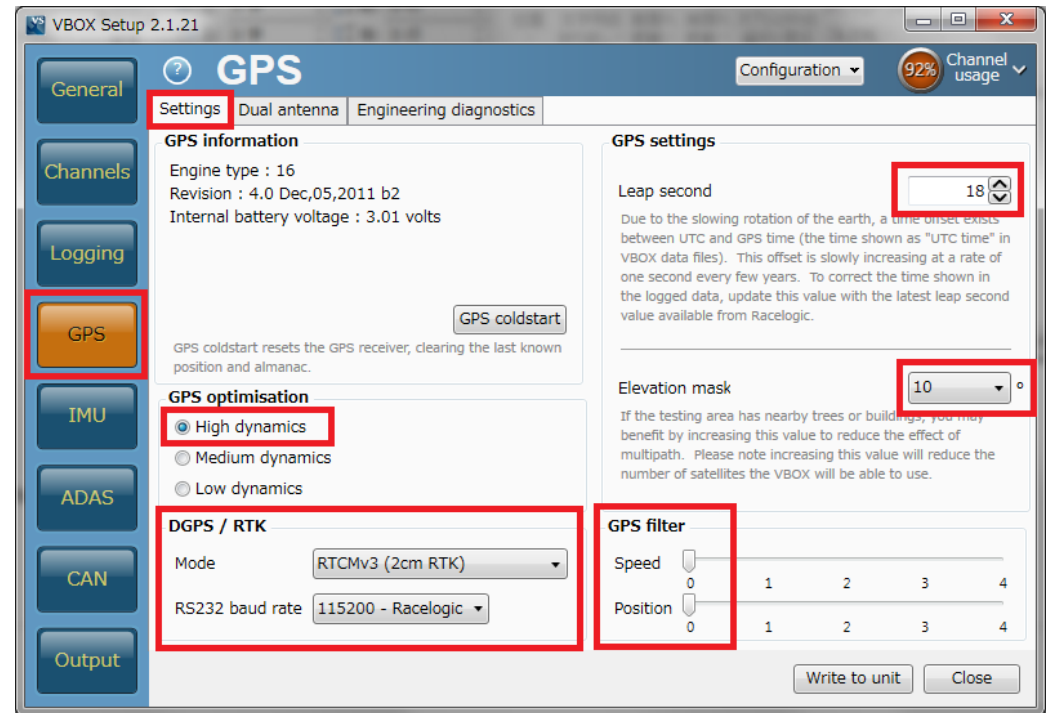 VBOX Setup 2.1.21
General
Channels
Logging
GPS
IMU
ADAS
CAN
Output
? GPS
Configuration
92% Channel usage
Settings Dual antenna Engineering diagnostics
GPS information
Engine type : 16
Revision : 4.0 Dec,05,2011 b2
Internal battery voltage : 3.01 volts
GPS coldstart
GPS coldstart resets the GPS receiver, clearing the last known
position and almanac.
GPS optimisation
High dynamics
Medium dynamics
Low dynamics
DGPS / RTK
Mode RTCMv3 (2cm RTK)
RS232 baud rate 115200 - Racelogic
GPS settings
Leap second 18
Due to the slowing rotation of the earth, a time offset exists
between UTC and GPS time (the time shown as "UTC time" in
VBOX data files). This offset is slowly increasing at a rate of
one second every few years. To correct the time shown in
the logged data, update this value with the latest leap second
value available from Racelogic.
Elevation mask 10 °
If the testing area has nearby trees or buildings, you may
benefit by increasing this value to reduce the effect of
multipath. Please note increasing this value will reduce the
number of satellites the VBOX will be able to use.
GPS filter
Speed
0 1 2 3 4
Position
0 1 2 3 4
Write to unit Close